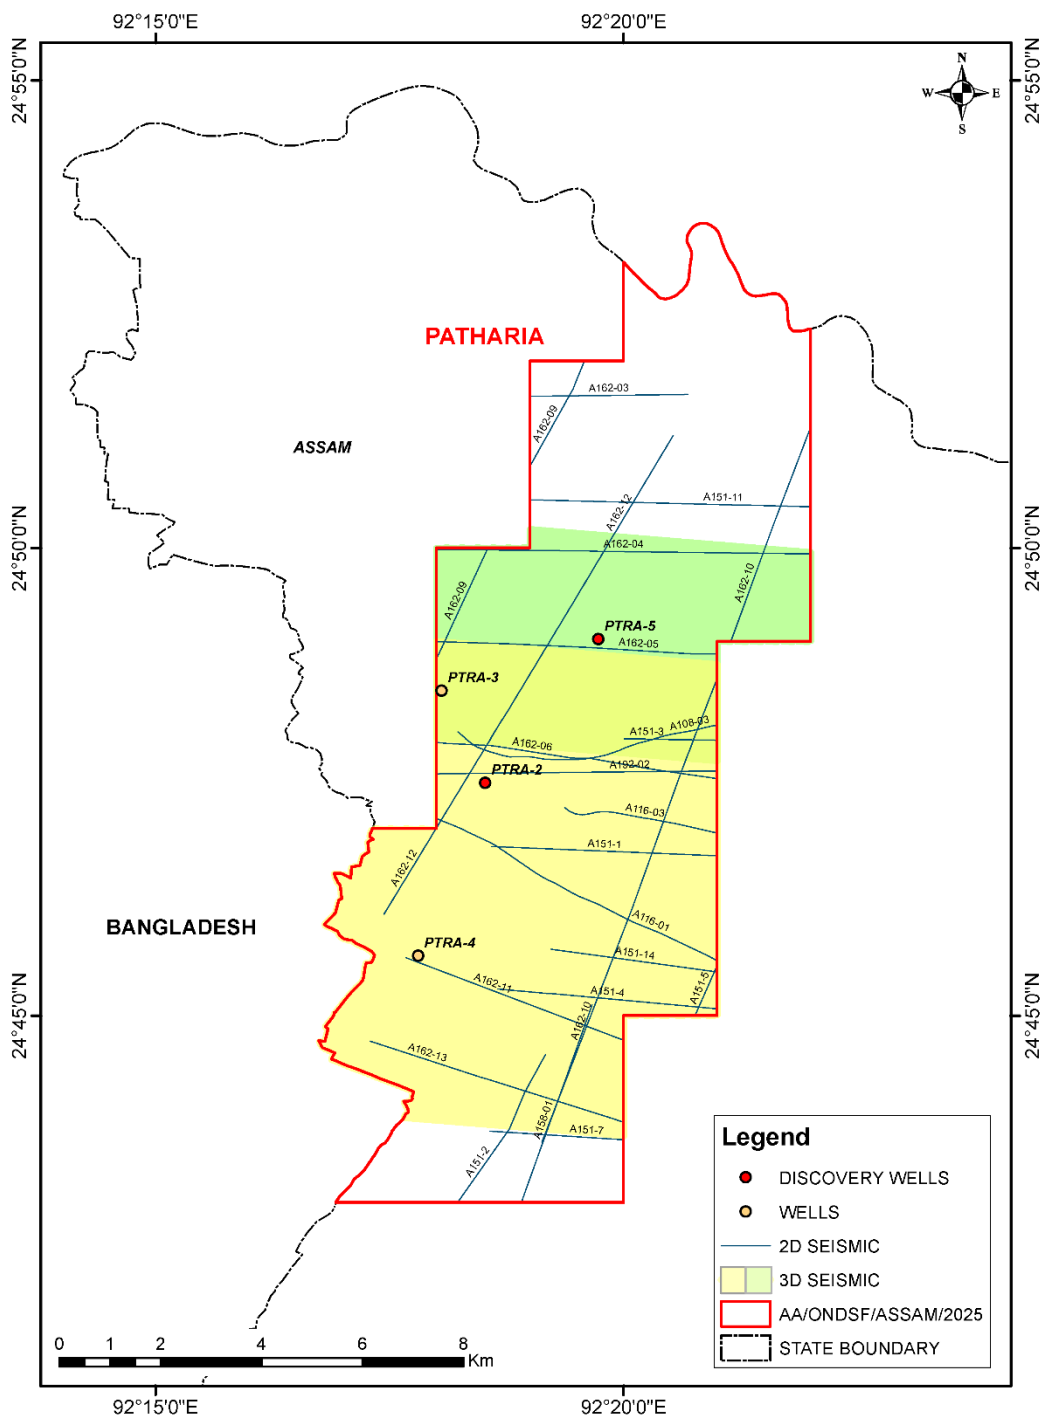 92°15'0"E
92°20'0"E
24°55'0"N
24°55'0"N
N
W
E
S
PATHARIA
A162-03
A162-09
ASSAM
A151-11
A162-12
24°50'0"N
24°50'0"N
A162-04
A162-10
A162-09
PTRA-5
A162-05
PTRA-3
A108-03
A151-3
A162-06
A192-02
PTRA-2
A116-03
A151-1
A162-12
A116-01
BANGLADESH
PTRA-4
A151-14
A162-11
A151-4
A151-5
24°45'0"N
24°45'0"N
A162-10
A162-13
A158-01
A151-7
A151-2
Legend
DISCOVERY WELLS
WELLS
2D SEISMIC
3D SEISMIC
AA/ONDSF/ASSAM/2025
STATE BOUNDARY
0 1 2 4 6 8
Km
92°15'0"E
92°20'0"E